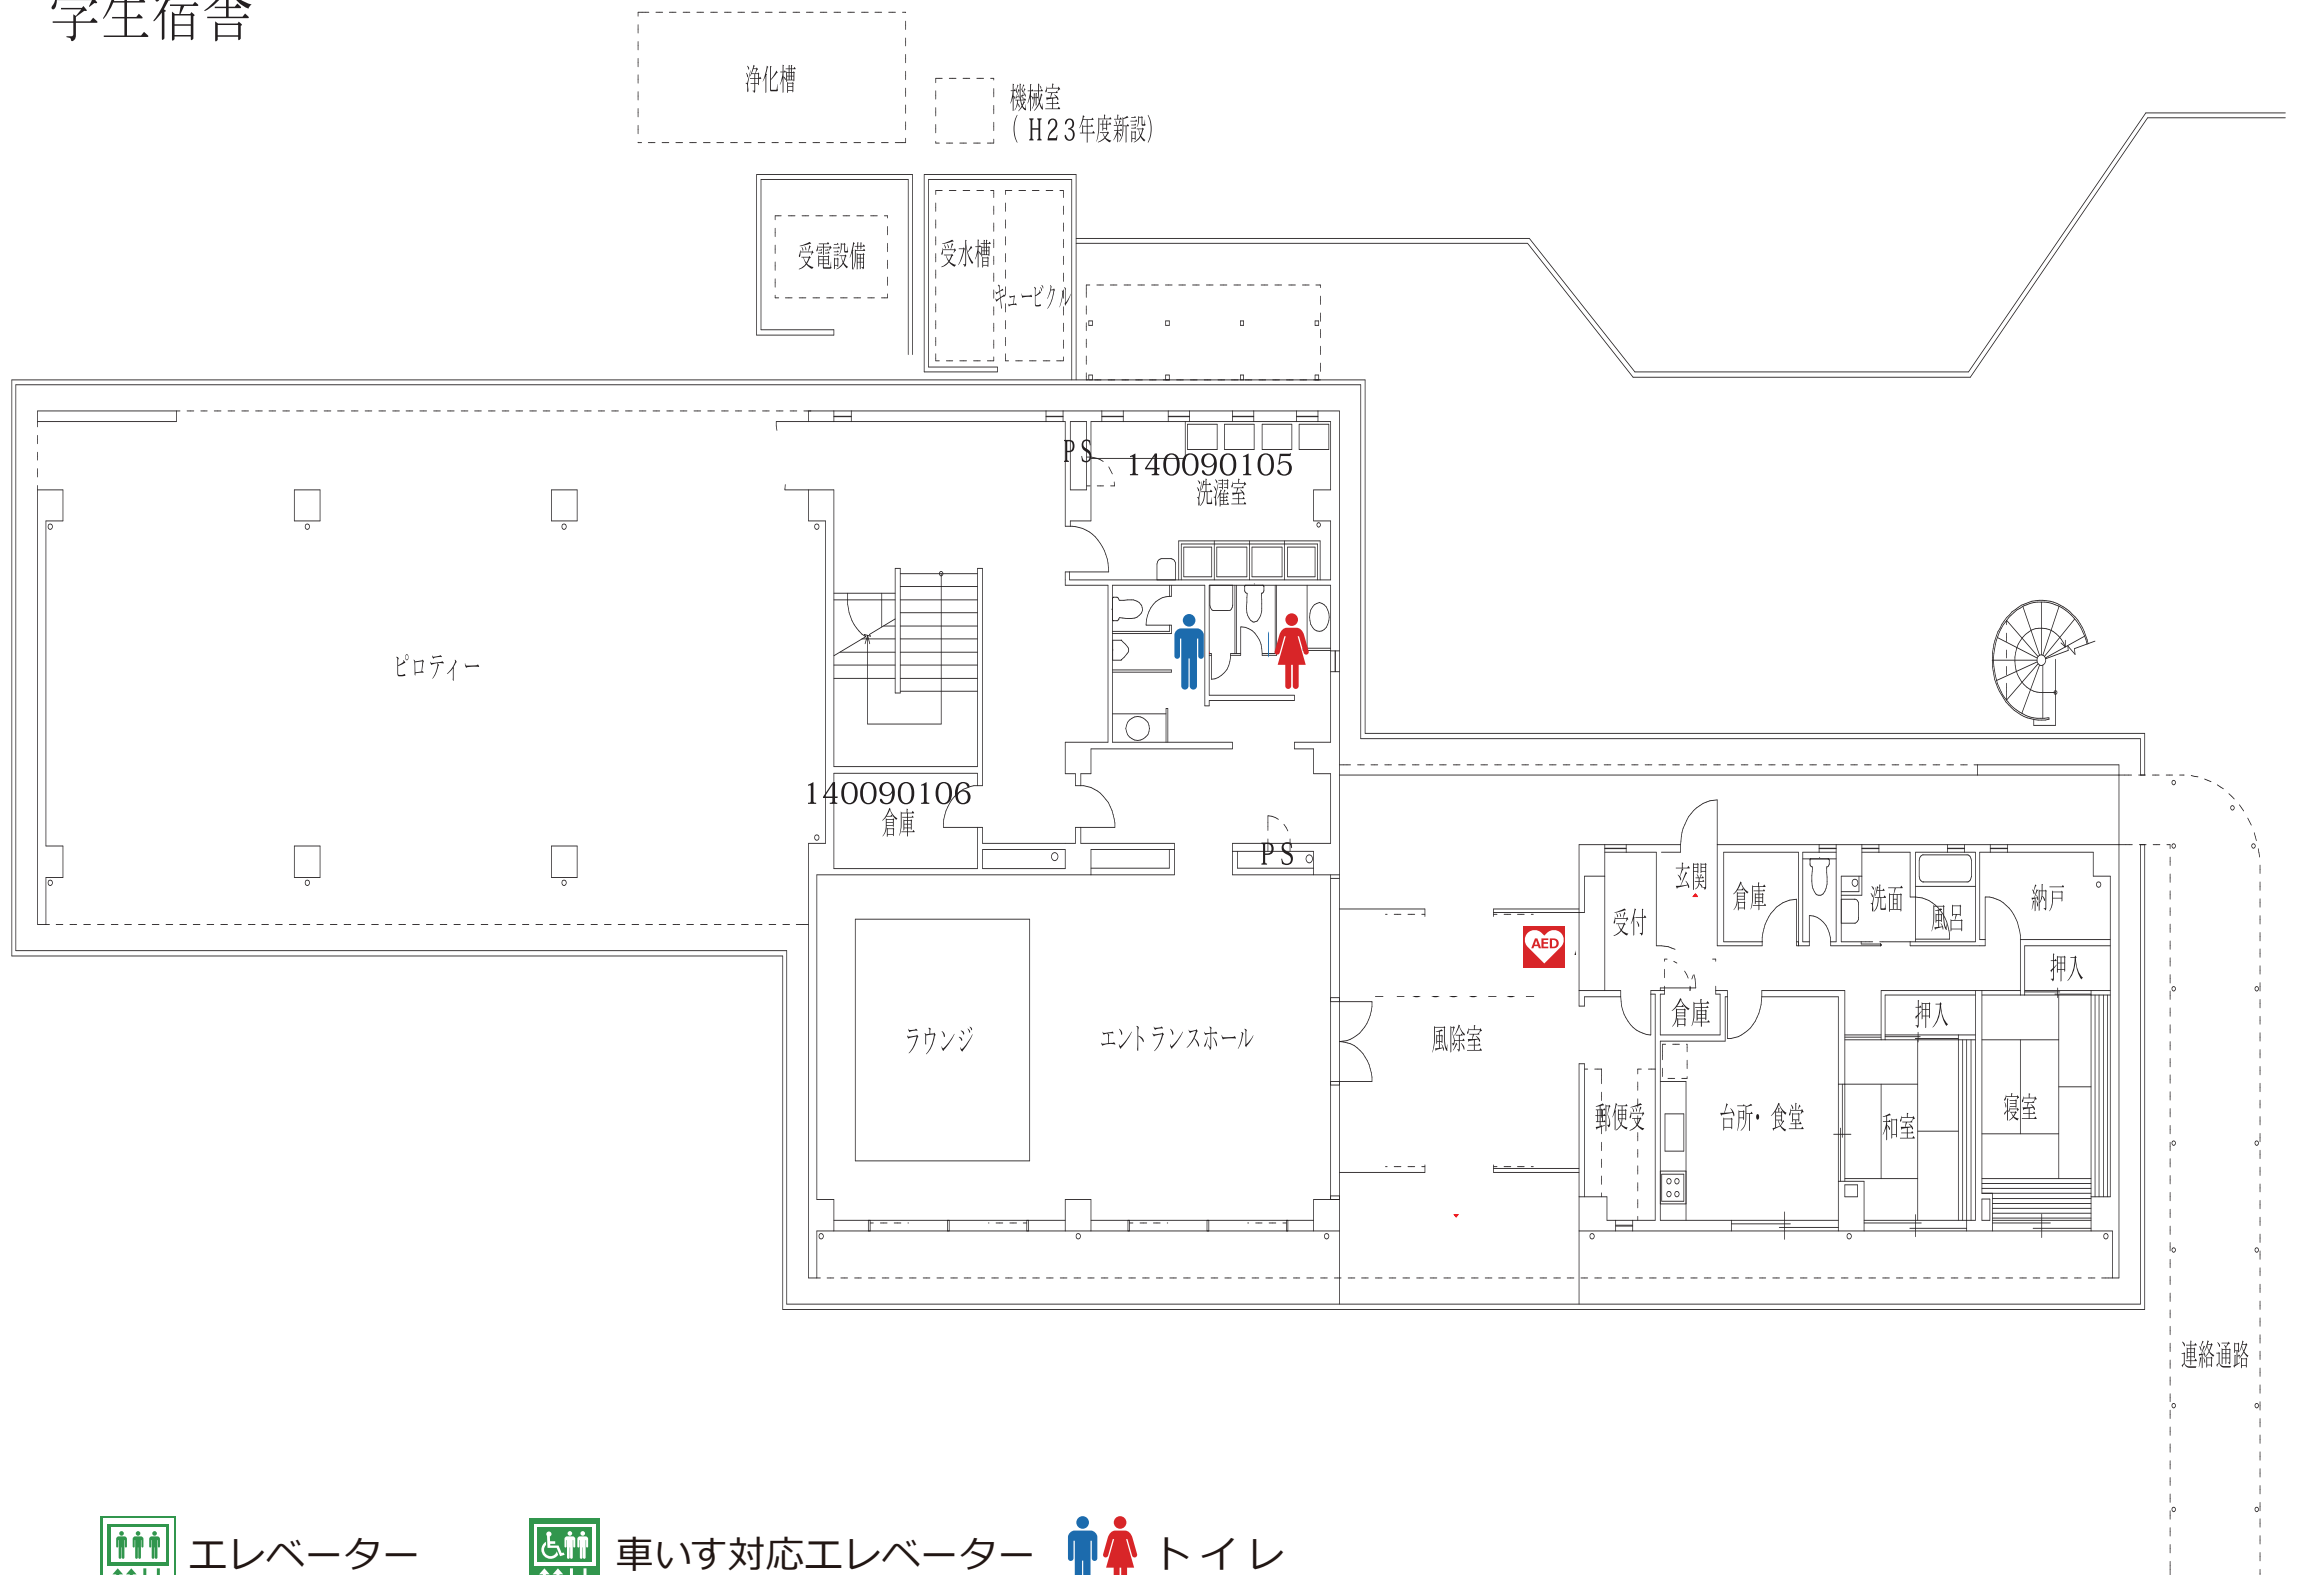 学生宿舎
浄化槽
機械室
（H23年度新設）
受電設備
受水槽
キュービクル
PS
140090105
洗濯室
ピロティー
140090106
倉庫
PS
玄関
倉庫
洗面
風呂
納戸
受付
AED
押入
倉庫
押入
ラウンジ
エントランスホール
風除室
郵便受
台所・食堂
和室
寝室
連絡通路
エレベーター
車いす対応エレベーター
トイレ